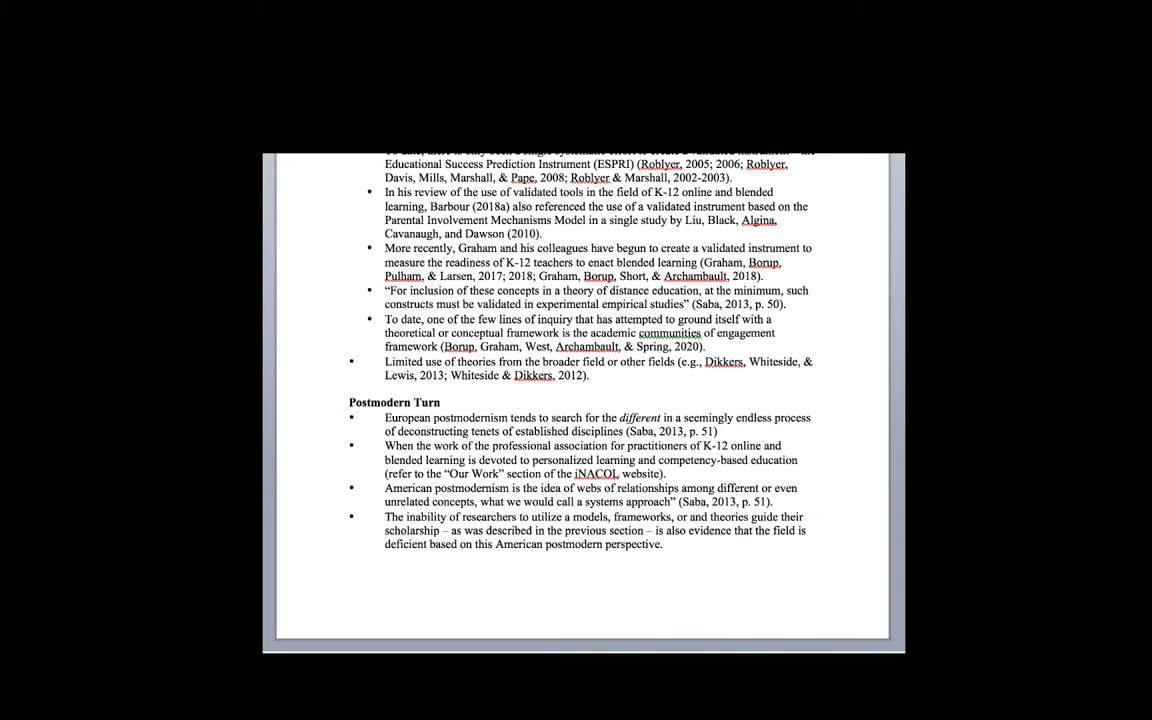 Educational Success Prediction Instrument (ESPRI) (Roblyer, 2005; 2006; Roblyer,
Davis, Mills, Marshall, & Pape, 2008; Roblyer & Marshall, 2002-2003).
• In his review of the use of validated tools in the field of K-12 online and blended
learning, Barbour (2018a) also referenced the use of a validated instrument based on the
Parental Involvement Mechanisms Model in a single study by Liu, Black, Algina,
Cavanaugh, and Dawson (2010).
• More recently, Graham and his colleagues have begun to create a validated instrument to
measure the readiness of K-12 teachers to enact blended learning (Graham, Borup,
Pulham, & Larsen, 2017; 2018; Graham, Borup, Short, & Archambault, 2018).
• “For inclusion of these concepts in a theory of distance education, at the minimum, such
constructs must be validated in experimental empirical studies” (Saba, 2013, p. 50).
• To date, one of the few lines of inquiry that has attempted to ground itself with a
theoretical or conceptual framework is the academic communities of engagement
framework (Borup, Graham, West, Archambault, & Spring, 2020).
• Limited use of theories from the broader field or other fields (e.g., Dikkers, Whiteside, &
Lewis, 2013; Whiteside & Dikkers, 2012).
Postmodern Turn
• European postmodernism tends to search for the different in a seemingly endless process
of deconstructing tenets of established disciplines (Saba, 2013, p. 51)
• When the work of the professional association for practitioners of K-12 online and
blended learning is devoted to personalized learning and competency-based education
(refer to the “Our Work” section of the iNACOL website).
• American postmodernism is the idea of webs of relationships among different or even
unrelated concepts, what we would call a systems approach” (Saba, 2013, p. 51).
• The inability of researchers to utilize a models, frameworks, or and theories guide their
scholarship – as was described in the previous section – is also evidence that the field is
deficient based on this American postmodern perspective.